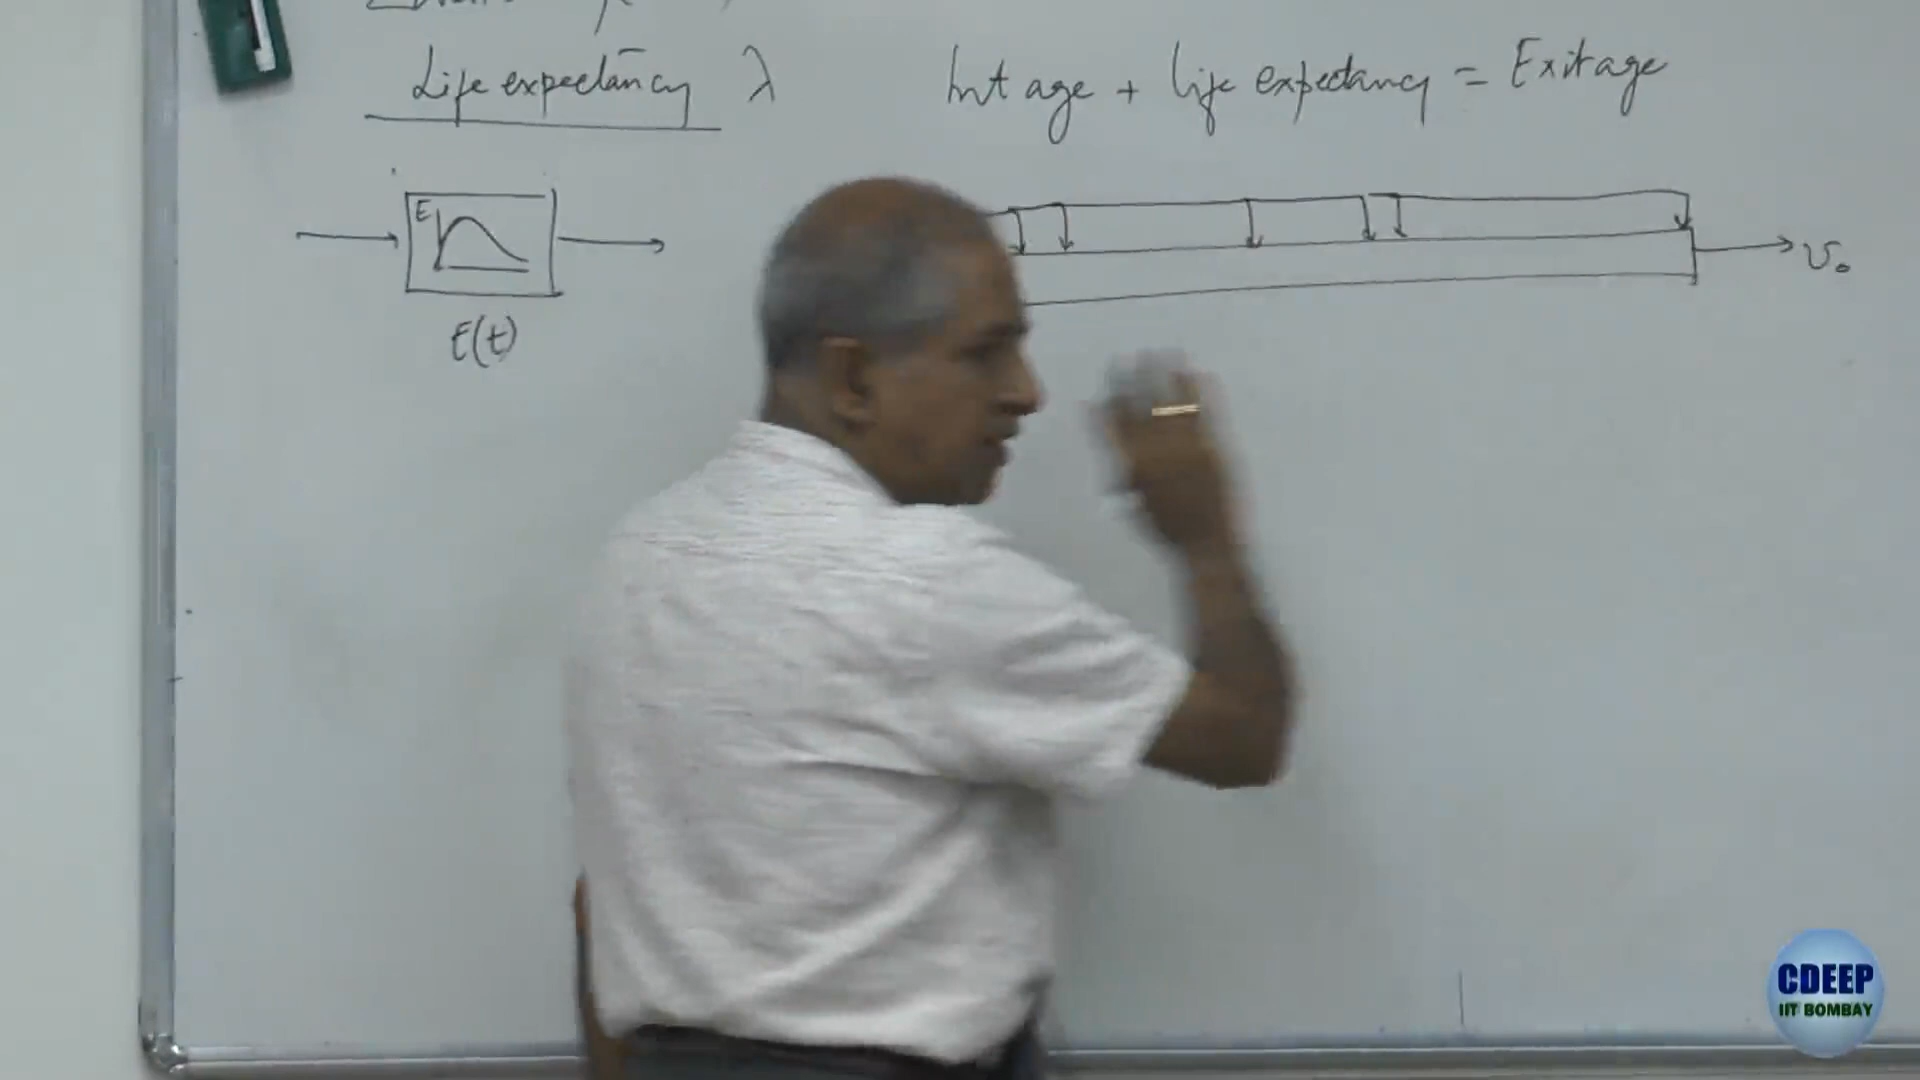 Life expectancy λ
Int age + life expectancy = Exit age
E
E(t)
v₀
CDEEP
IIT BOMBAY